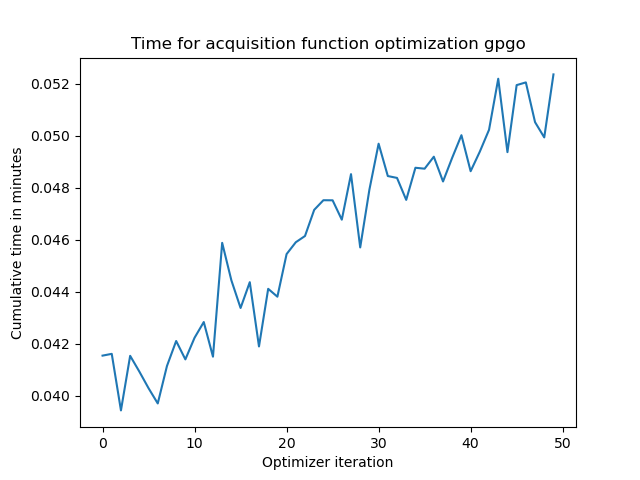 Time for acquisition function optimization gpgo
0.052
0.050
0.048
0.046
0.044
0.042
0.040
Cumulative time in minutes
0 10 20 30 40 50
Optimizer iteration